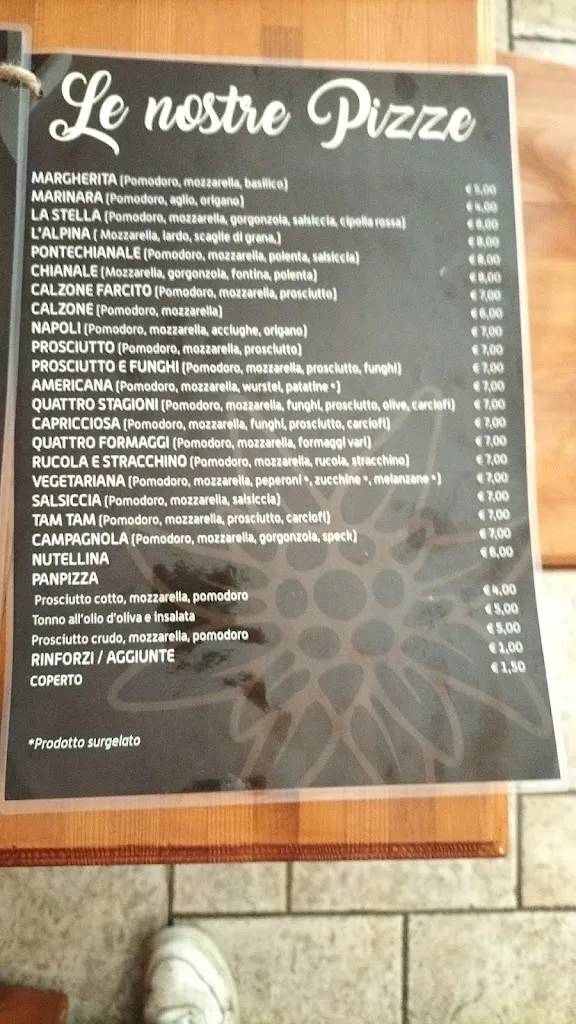 Le nostre Pizze
MARGHERITA (Pomodoro, mozzarella, basilico) € 5,00
MARINARA (Pomodoro, aglio, origano) € 4,00
LA STELLA (Pomodoro, mozzarella, gorgonzola, salsiccia, cipolla rossa) € 8,00
L'ALPINA ( Mozzarella, lardo, scaglie di grana,) € 8,00
PONTECHIANALE (Pomodoro, mozzarella, polenta, salsiccia) € 8,00
CHIANALE (Mozzarella, gorgonzola, fontina, polenta) € 8,00
CALZONE FARCITO (Pomodoro, mozzarella, prosciutto) € 7,00
CALZONE (Pomodoro, mozzarella) € 6,00
NAPOLI (Pomodoro, mozzarella, acciughe, origano) € 7,00
PROSCIUTTO (Pomodoro, mozzarella, prosciutto) € 7,00
PROSCIUTTO E FUNGHI (Pomodoro, mozzarella, prosciutto, funghi) € 7,00
AMERICANA (Pomodoro, mozzarella, wurstel, patatine *) € 7,00
QUATTRO STAGIONI (Pomodoro, mozzarella, funghi, prosciutto, olive, carciofi) € 7,00
CAPRICCIOSA (Pomodoro, mozzarella, funghi, prosciutto, carciofi) € 7,00
QUATTRO FORMAGGI (Pomodoro, mozzarella, formaggi vari) € 7,00
RUCOLA E STRACCHINO (Pomodoro, mozzarella, rucola, stracchino) € 7,00
VEGETARIANA (Pomodoro, mozzarella, peperoni *, zucchine *, melanzane *) € 7,00
SALSICCIA (Pomodoro, mozzarella, salsiccia) € 7,00
TAM TAM (Pomodoro, mozzarella, prosciutto, carciofi) € 7,00
CAMPAGNOLA (Pomodoro, mozzarella, gorgonzola, speck) € 7,00
NUTELLINA € 6,00
PANPIZZA
Prosciutto cotto, mozzarella, pomodoro € 4,00
Tonno all'olio d'oliva e insalata € 5,00
Prosciutto crudo, mozzarella, pomodoro € 5,00
RINFORZI / AGGIUNTE € 1,00
COPERTO € 1,50
*Prodotto surgelato